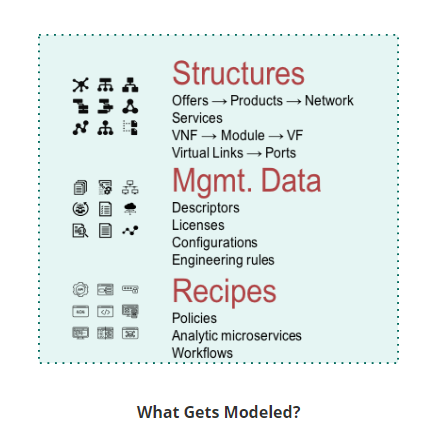 Structures
Offers → Products → Network
Services
VNF → Module → VF
Virtual Links → Ports
Mgmt. Data
Descriptors
Licenses
Configurations
Engineering rules
Recipes
Policies
Analytic microservices
Workflows
What Gets Modeled?